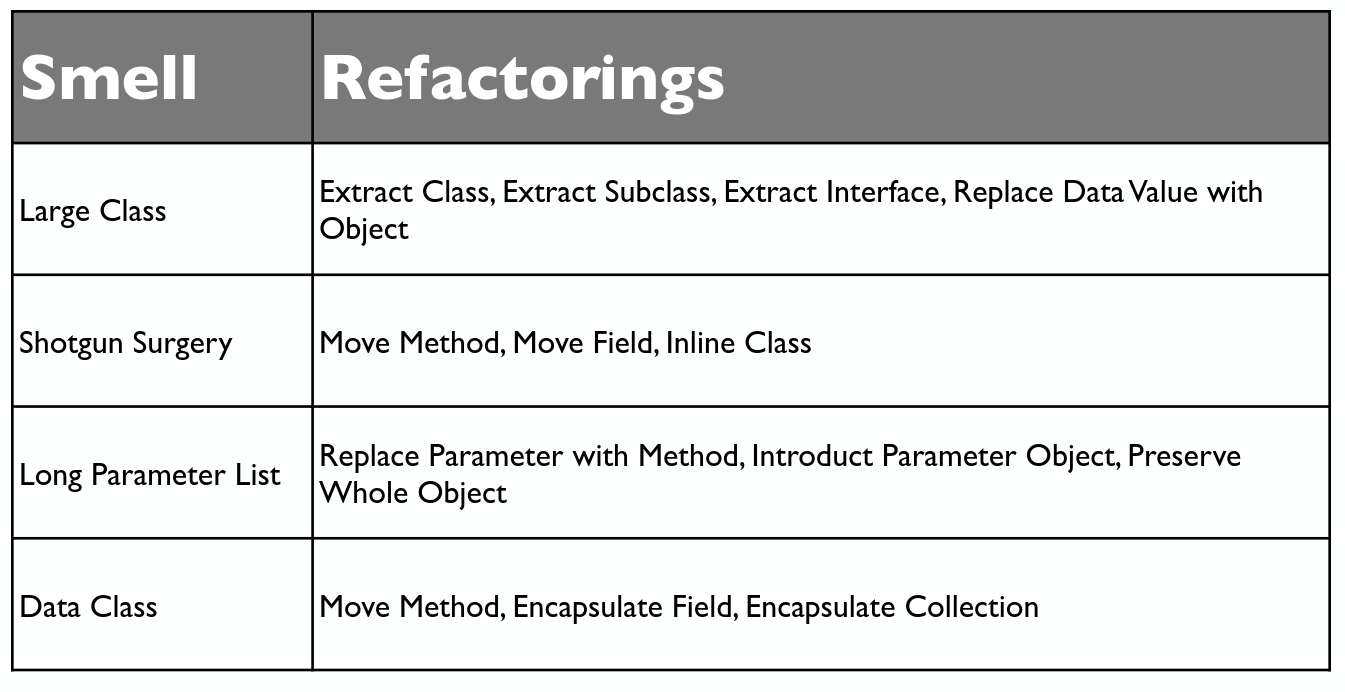 Smell
Refactorings
Large Class
Extract Class, Extract Subclass, Extract Interface, Replace Data Value with
Object
Shotgun Surgery
Move Method, Move Field, Inline Class
Long Parameter List
Replace Parameter with Method, Introduct Parameter Object, Preserve
Whole Object
Data Class
Move Method, Encapsulate Field, Encapsulate Collection